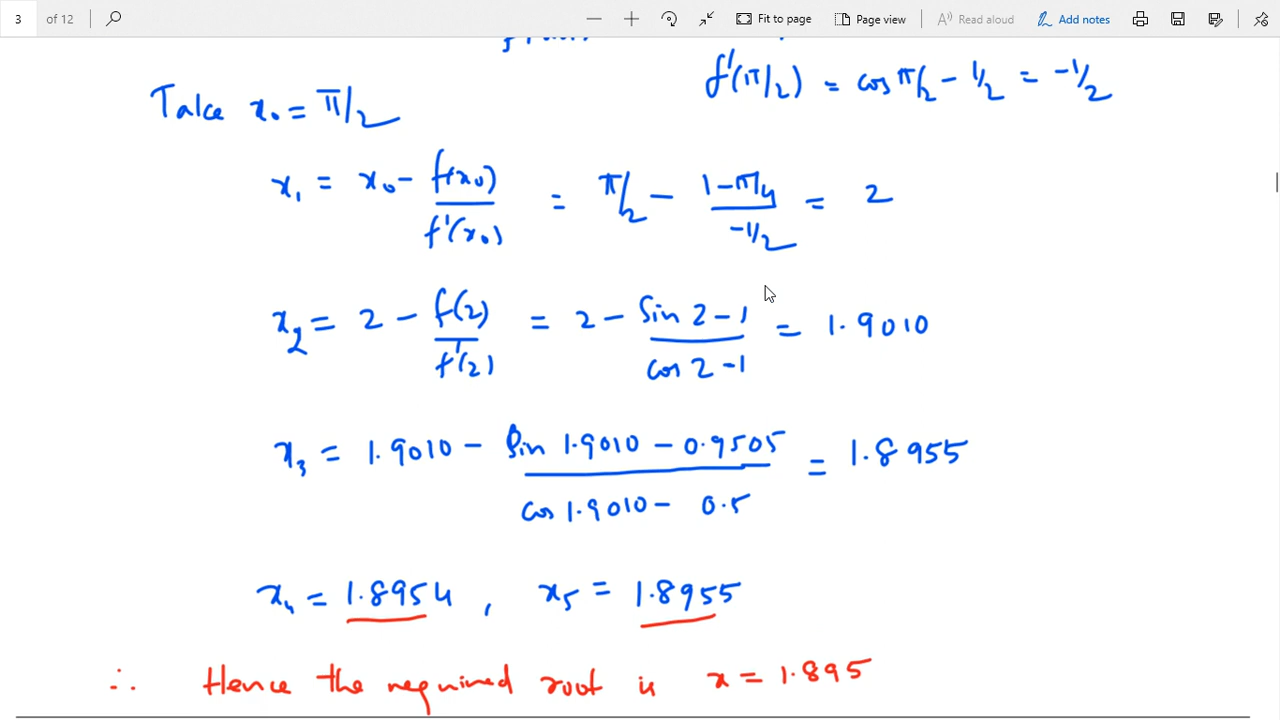 3 of 12 Fit to page Page view Read aloud Add notes
f'(π/2) = cos π/2 - 1/2 = -1/2
Take x₀ = π/2
x₁ = x₀ - f(x₀)/f'(x₀) = π/2 - (1-π/4)/(-1/2) = 2
x₂ = 2 - f(2)/f'(2) = 2 - (Sin 2-1)/(cos 2-1) = 1.9010
x₃ = 1.9010 - (Sin 1.9010 - 0.9505)/(cos 1.9010 - 0.5) = 1.8955
x₄ = 1.8954 , x₅ = 1.8955
∴ Hence the required root is x = 1.895